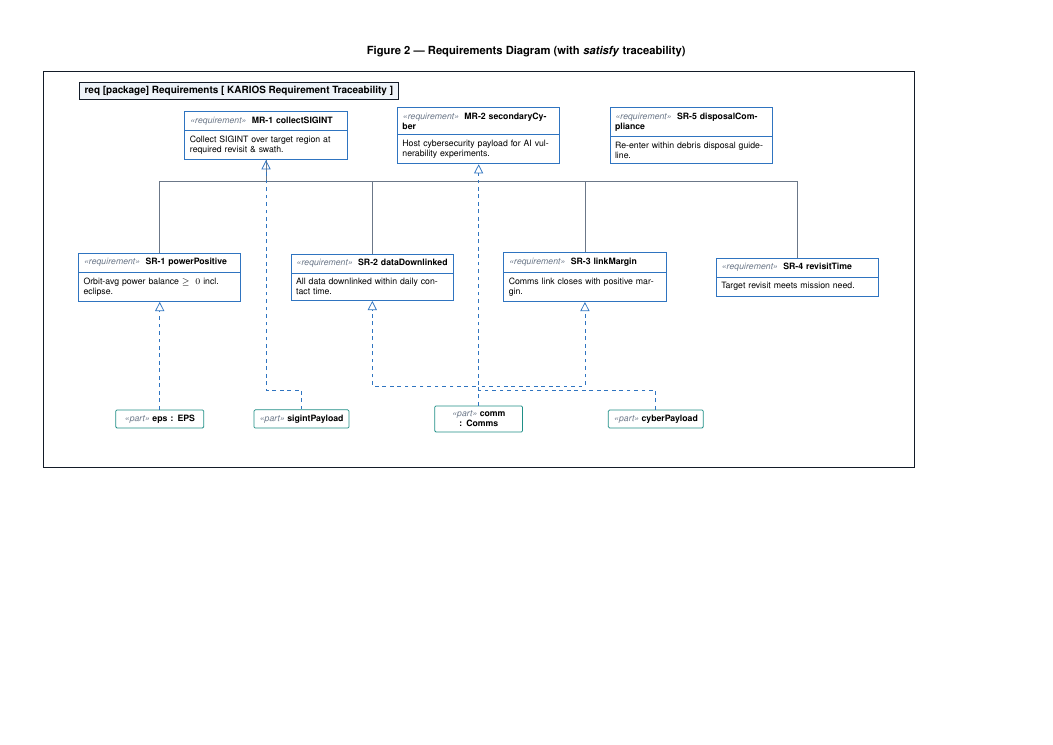 Figure 2 — Requirements Diagram (with satisfy traceability)
req [package] Requirements [ KARIOS Requirement Traceability ]
«requirement» MR-1 collectSIGINT
Collect SIGINT over target region at
required revisit & swath.
«requirement» MR-2 secondaryCy-
ber
Host cybersecurity payload for AI vul-
nerability experiments.
«requirement» SR-5 disposalCom-
pliance
Re-enter within debris disposal guide-
line.
«requirement» SR-1 powerPositive
Orbit-avg power balance ≥ 0 incl.
eclipse.
«requirement» SR-2 dataDownlinked
All data downlinked within daily con-
tact time.
«requirement» SR-3 linkMargin
Comms link closes with positive mar-
gin.
«requirement» SR-4 revisitTime
Target revisit meets mission need.
«part» eps : EPS
«part» sigintPayload
«part» comm
: Comms
«part» cyberPayload